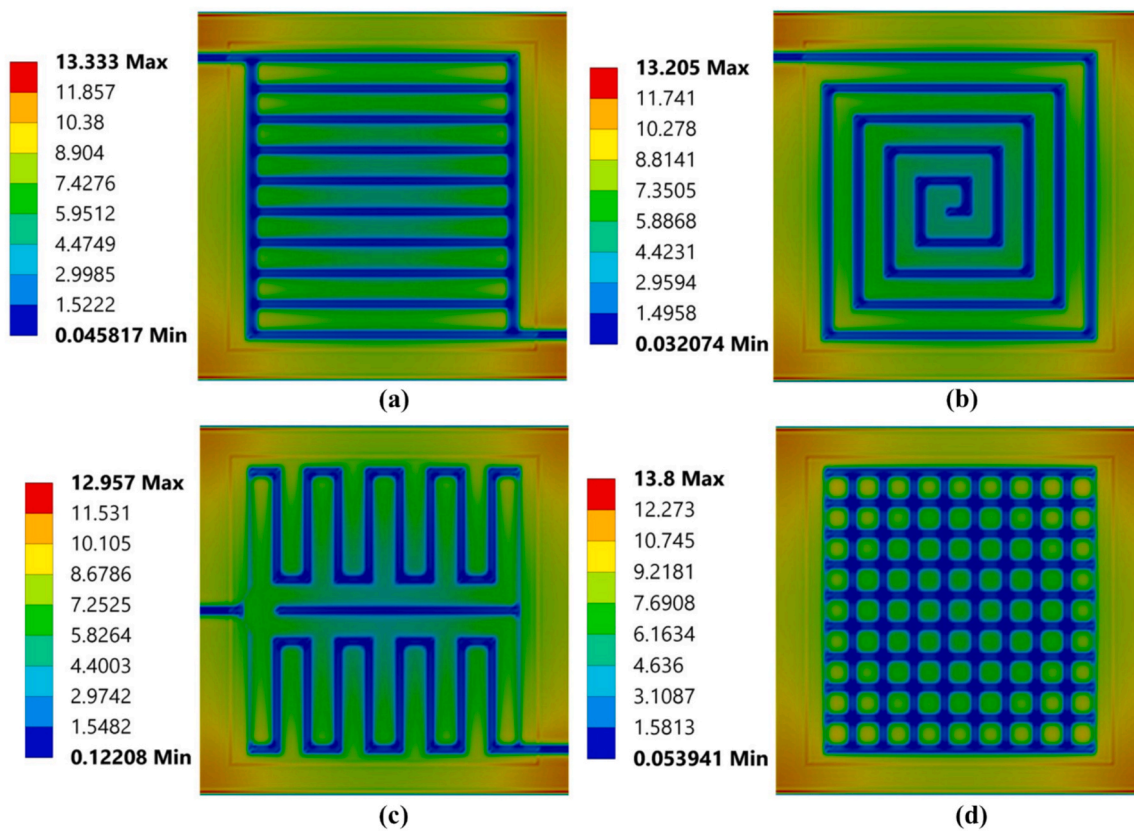 13.333 Max
11.857
10.38
8.904
7.4276
5.9512
4.4749
2.9985
1.5222
0.045817 Min
(a)
13.205 Max
11.741
10.278
8.8141
7.3505
5.8868
4.4231
2.9594
1.4958
0.032074 Min
(b)
12.957 Max
11.531
10.105
8.6786
7.2525
5.8264
4.4003
2.9742
1.5482
0.12208 Min
(c)
13.8 Max
12.273
10.745
9.2181
7.6908
6.1634
4.636
3.1087
1.5813
0.053941 Min
(d)